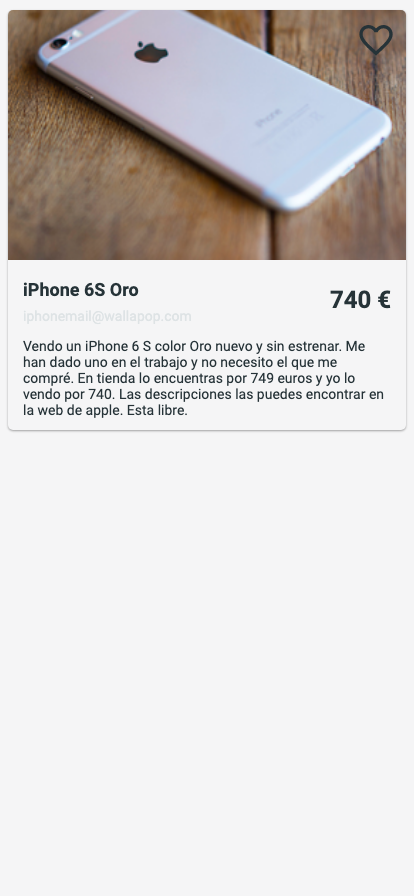 iPhone
iPhone 6S Oro
740 €
iphonemail@wallapop.com
Vendo un iPhone 6 S color Oro nuevo y sin estrenar. Me
han dado uno en el trabajo y no necesito el que me
compré. En tienda lo encuentras por 749 euros y yo lo
vendo por 740. Las descripciones las puedes encontrar en
la web de apple. Esta libre.